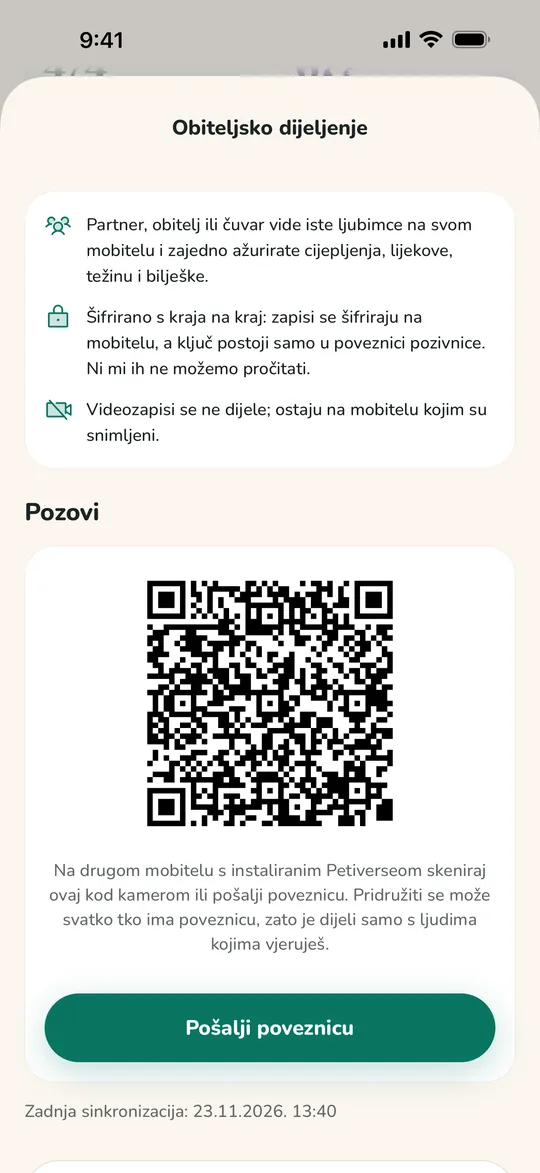 9:41
Obiteljsko dijeljenje
Partner, obitelj ili čuvar vide iste ljubimce na svom
mobitelu i zajedno ažurirate cijepljenja, lijekove,
težinu i bilješke.
Šifrirano s kraja na kraj: zapisi se šifriraju na
mobitelu, a ključ postoji samo u poveznici pozivnice.
Ni mi ih ne možemo pročitati.
Videozapisi se ne dijele; ostaju na mobitelu kojim su
snimljeni.
Pozovi
Na drugom mobitelu s instaliranim Petiverseom skeniraj
ovaj kod kamerom ili pošalji poveznicu. Pridružiti se može
svatko tko ima poveznicu, zato je dijeli samo s ljudima
kojima vjeruješ.
Pošalji poveznicu
Zadnja sinkronizacija: 23.11.2026. 13:40